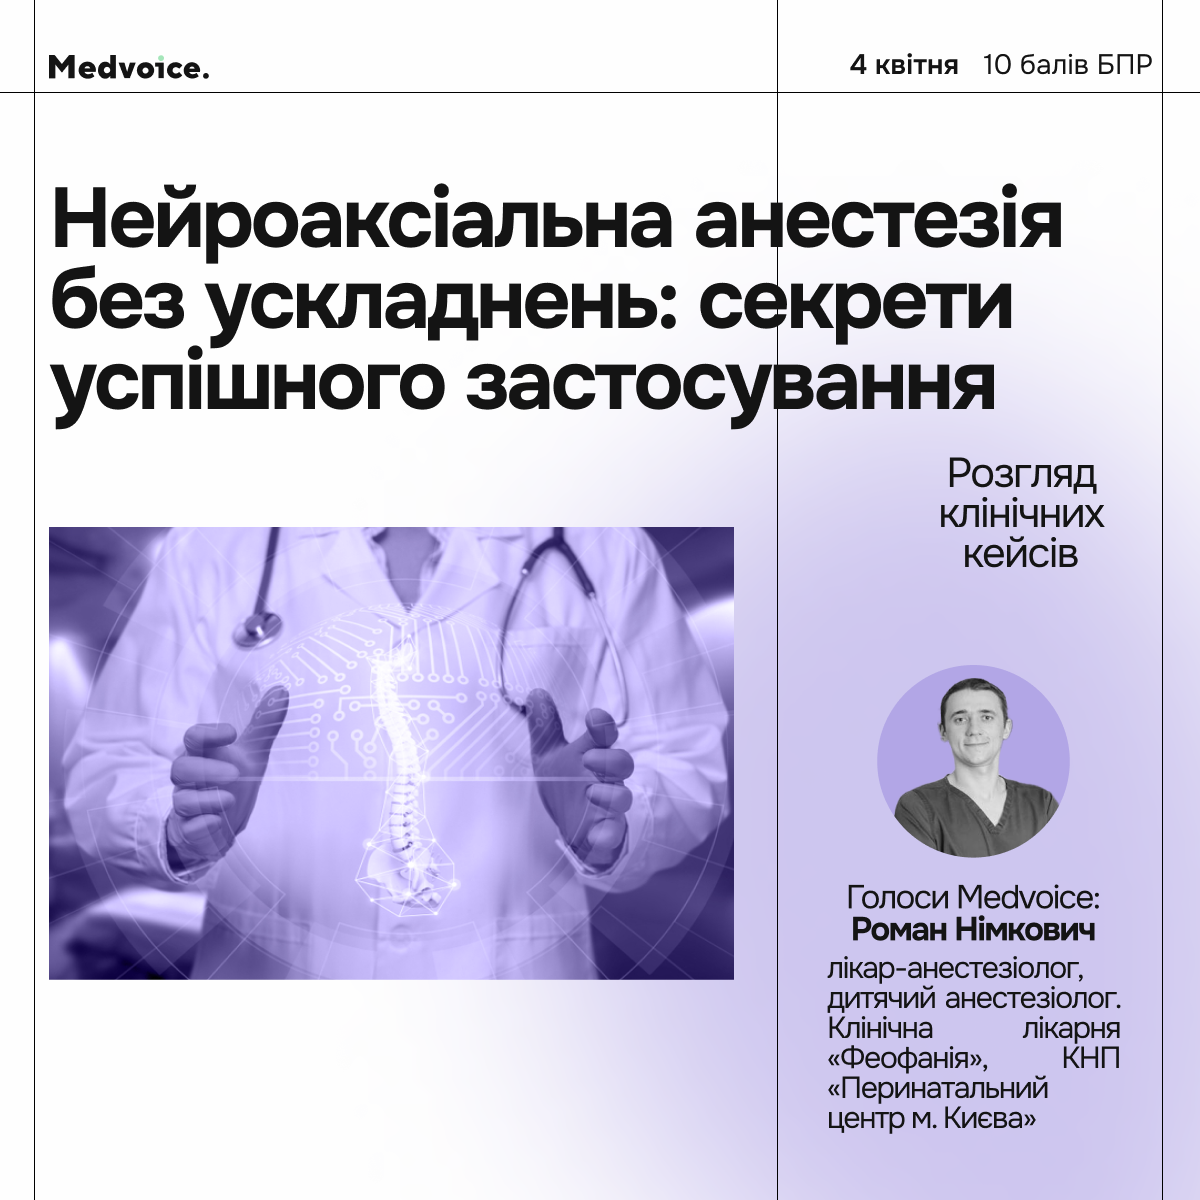 Medvoice.
4 квітня 10 балів БПР
Нейроаксіальна анестезія
без ускладнень: секрети
успішного застосування
Розгляд
клінічних
кейсів
Голоси Medvoice:
Роман Німкович
лікар-анестезіолог,
дитячий анестезіолог.
Клінічна лікарня
«Феофанія», КНП
«Перинатальний
центр м. Києва»